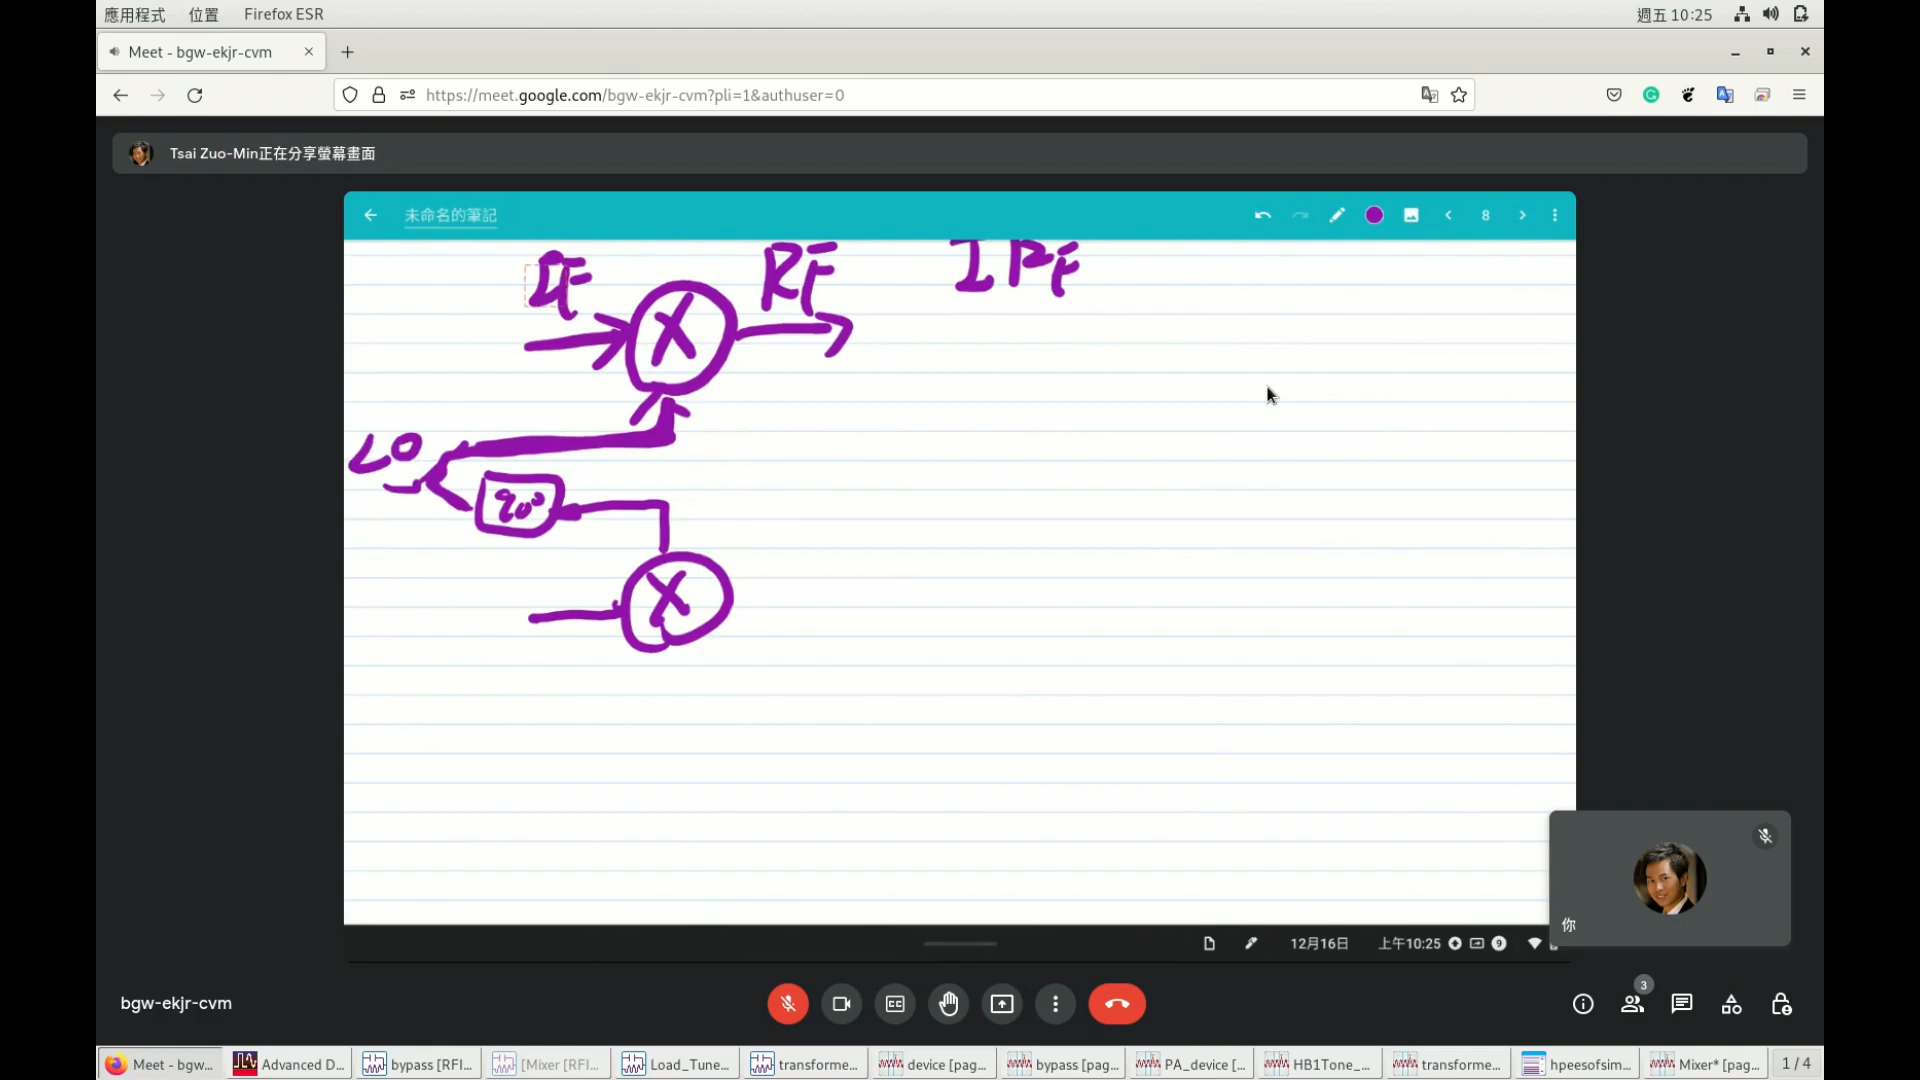 應用程式 位置 Firefox ESR 週五 10:25
Meet - bgw-ekjr-cvm
https://meet.google.com/bgw-ekjr-cvm?pli=1&authuser=0
Tsai Zuo-Min正在分享螢幕畫面
未命名的筆記 8
IF RF IRF
X
LO
90°
X
你
12月16日 上午10:25 9
bgw-ekjr-cvm 3
Meet - bgw... Advanced D... bypass [RFI... [Mixer [RFI... Load_Tune... transforme... device [pag... bypass [pag... PA_device [... HB1Tone_... transforme... hpeesofsim... Mixer* [pag... 1 / 4